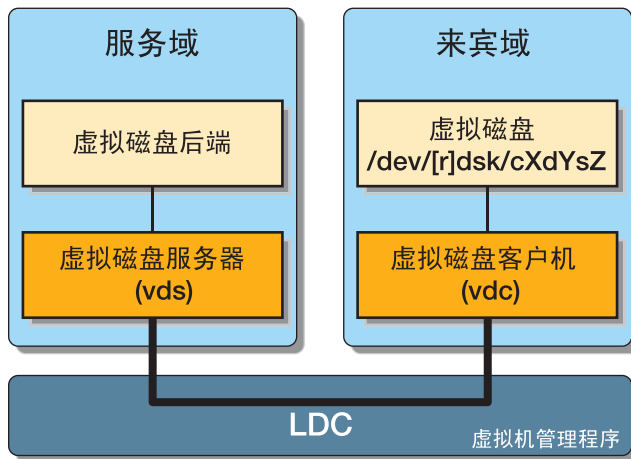 服务域
虚拟磁盘后端
虚拟磁盘服务器
(vds)
来宾域
虚拟磁盘
/dev/[r]dsk/cXdYsZ
虚拟磁盘客户机
(vdc)
LDC
虚拟机管理程序